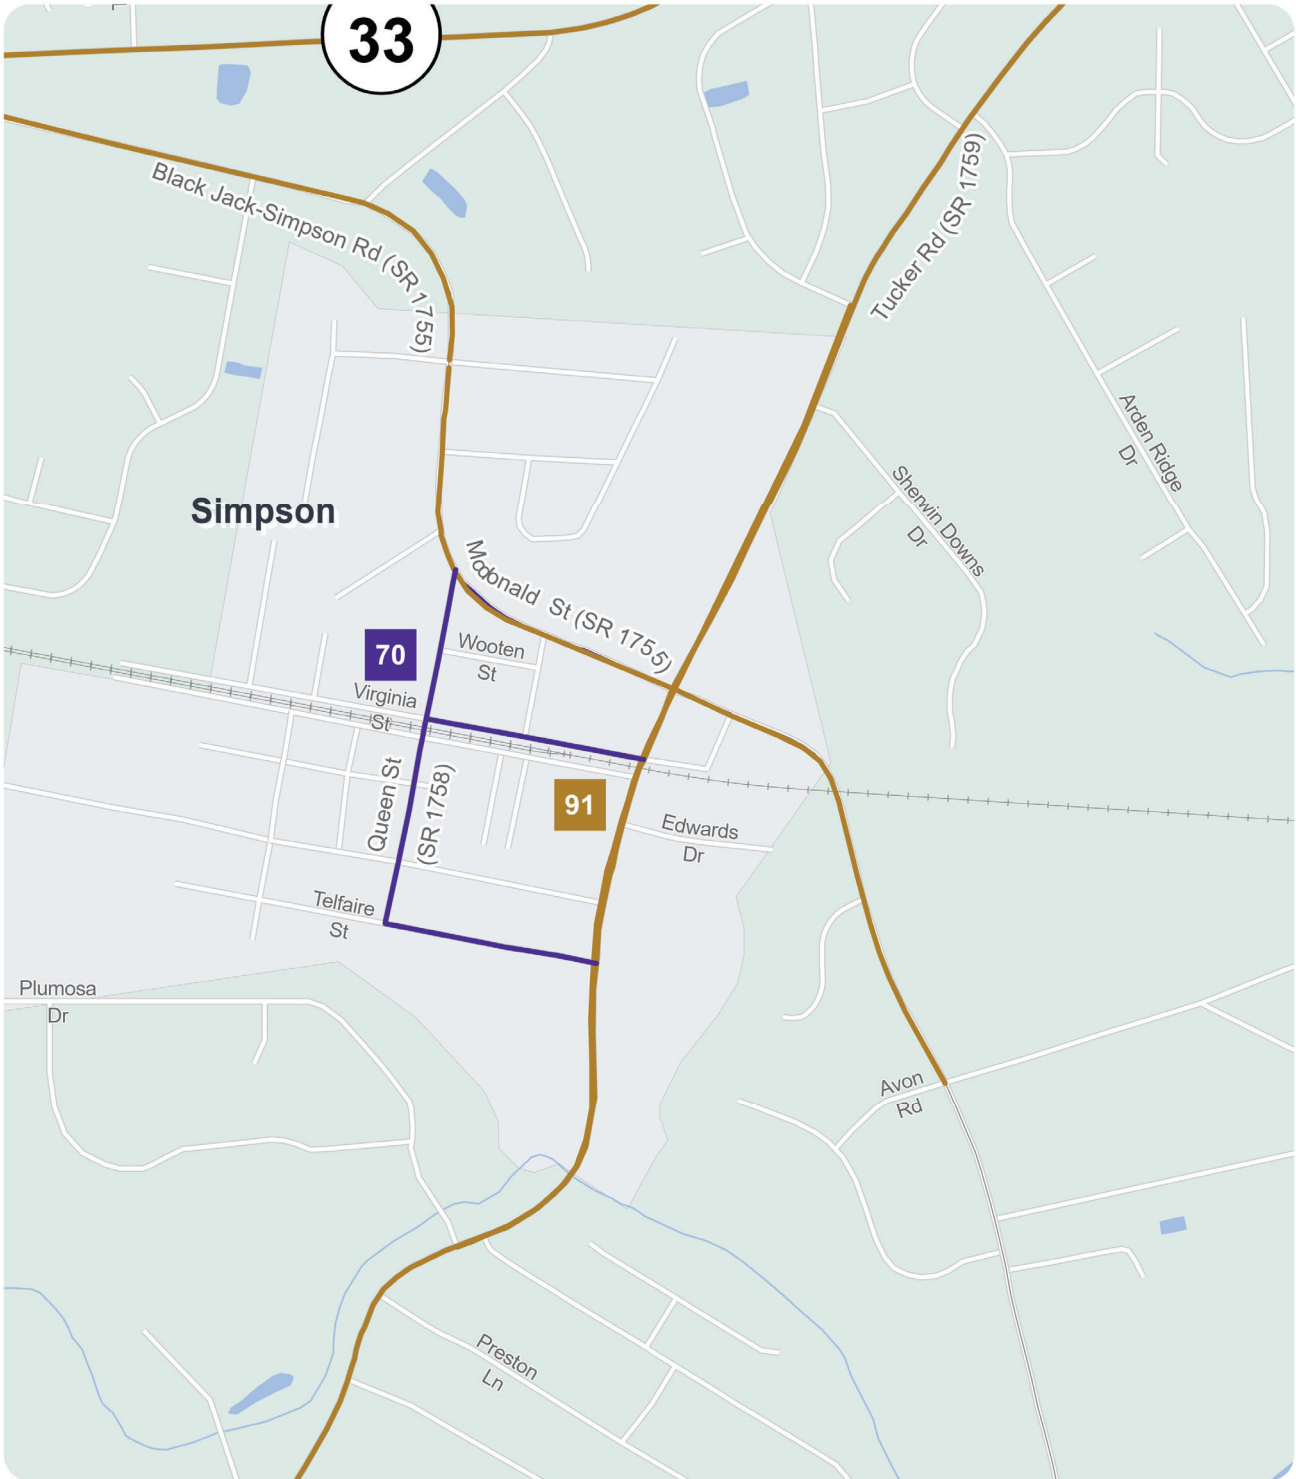 33
Black Jack-Simpson Rd (SR 1755)
Tucker Rd (SR 1759)
Arden Ridge
Dr
Sherwin Downs
Dr
Simpson
Mcdonald St (SR 1755)
70
Wooten
St
Virginia
St
Queen St
(SR 1758)
91
Edwards
Dr
Telfaire
St
Plumosa
Dr
Avon
Rd
Preston
Ln